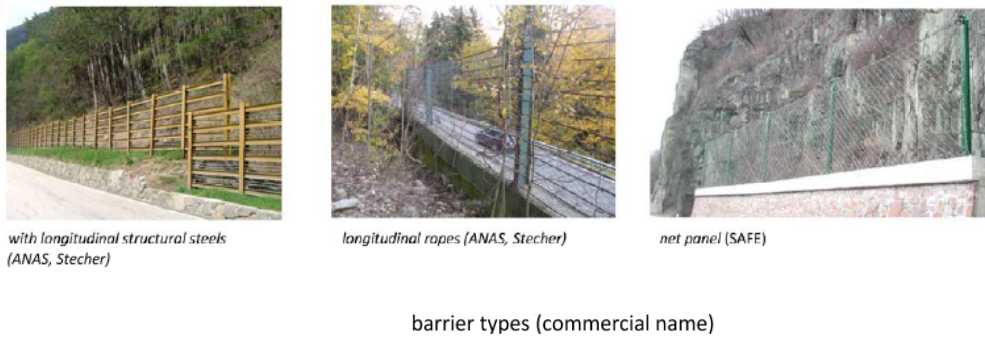 with longitudinal structural steels
(ANAS, Stecher)
longitudinal ropes (ANAS, Stecher)
net panel (SAFE)
barrier types (commercial name)